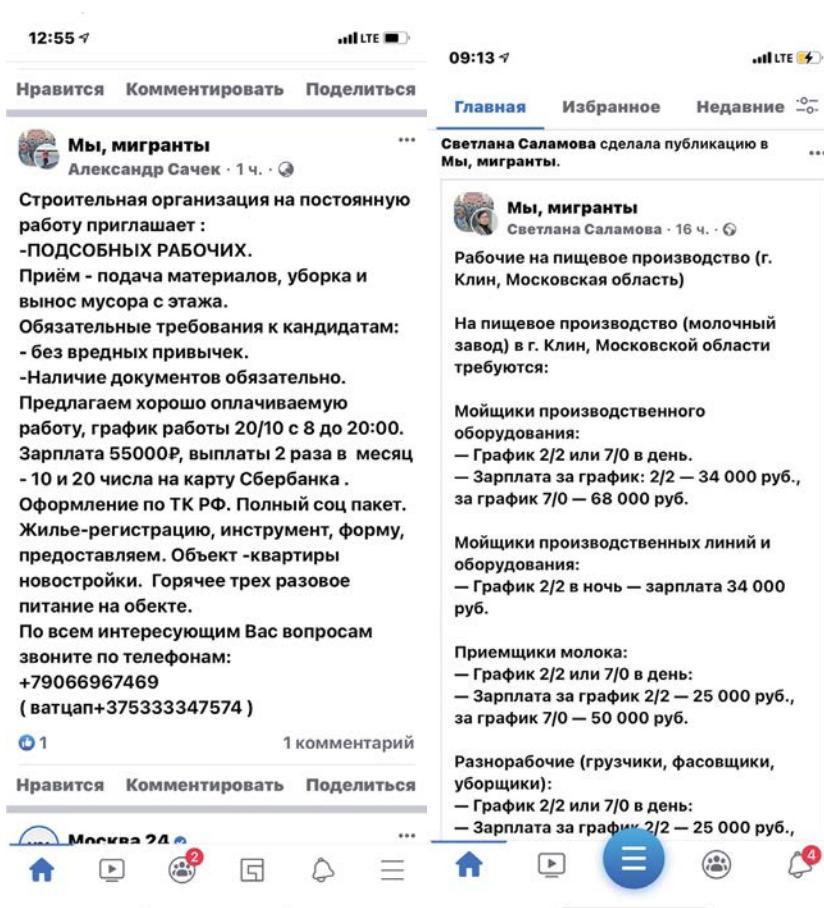 12:55
LTE
Нравится Комментировать Поделиться
Мы, мигранты
Александр Сачек · 1 ч. ·
Строительная организация на постоянную
работу приглашает :
-ПОДСОБНЫХ РАБОЧИХ.
Приём - подача материалов, уборка и
вынос мусора с этажа.
Обязательные требования к кандидатам:
- без вредных привычек.
-Наличие документов обязательно.
Предлагаем хорошо оплачиваемую
работу, график работы 20/10 с 8 до 20:00.
Зарплата 55000₽, выплаты 2 раза в месяц
- 10 и 20 числа на карту Сбербанка .
Оформление по ТК РФ. Полный соц пакет.
Жилье-регистрацию, инструмент, форму,
предоставляем. Объект -квартиры
новостройки. Горячее трех разовое
питание на обекте.
По всем интересующим Вас вопросам
звоните по телефонам:
+79066967469
( ватцап+375333347574 )
1 1 комментарий
Нравится Комментировать Поделиться
Москва 24
2
09:13
LTE
Главная Избранное Недавние
Светлана Саламова сделала публикацию в
Мы, мигранты.
Мы, мигранты
Светлана Саламова · 16 ч. ·
Рабочие на пищевое производство (г.
Клин, Московская область)
На пищевое производство (молочный
завод) в г. Клин, Московской области
требуются:
Мойщики производственного
оборудования:
— График 2/2 или 7/0 в день.
— Зарплата за график: 2/2 — 34 000 руб.,
за график 7/0 — 68 000 руб.
Мойщики производственных линий и
оборудования:
— График 2/2 в ночь — зарплата 34 000
руб.
Приемщики молока:
— График 2/2 или 7/0 в день:
— Зарплата за график 2/2 — 25 000 руб.,
за график 7/0 — 50 000 руб.
Разнорабочие (грузчики, фасовщики,
уборщики):
— График 2/2 или 7/0 в день:
— Зарплата за график 2/2 — 25 000 руб.,
4